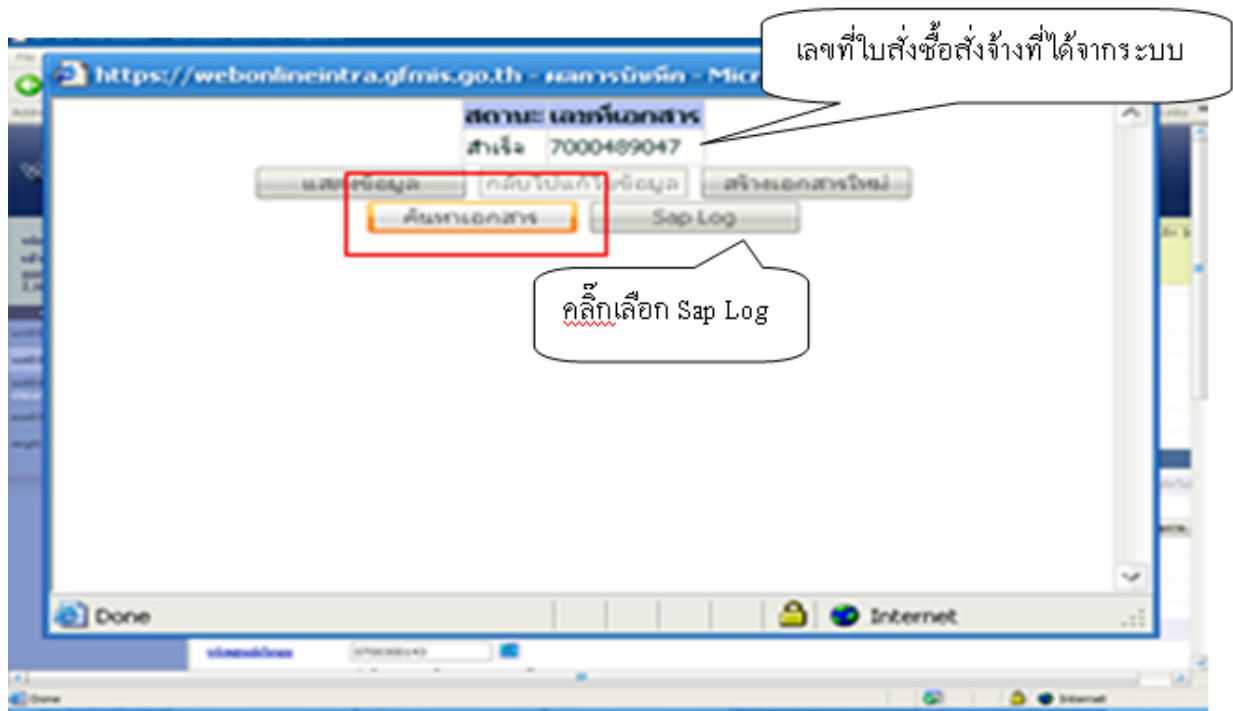 เลขที่ใบสั่งซื้อสั่งจ้างที่ได้จากระบบ
https://webonlineintra.gfmis.go.th - ผลการบันทึก - Micr
สถานะ เลขที่เอกสาร
สำเร็จ 7000489047
แสดงข้อมูล กลับไปแก้ไขข้อมูล สร้างเอกสารใหม่
ค้นหาเอกสาร Sap Log
คลิ๊กเลือก Sap Log
Done Internet
Done Internet